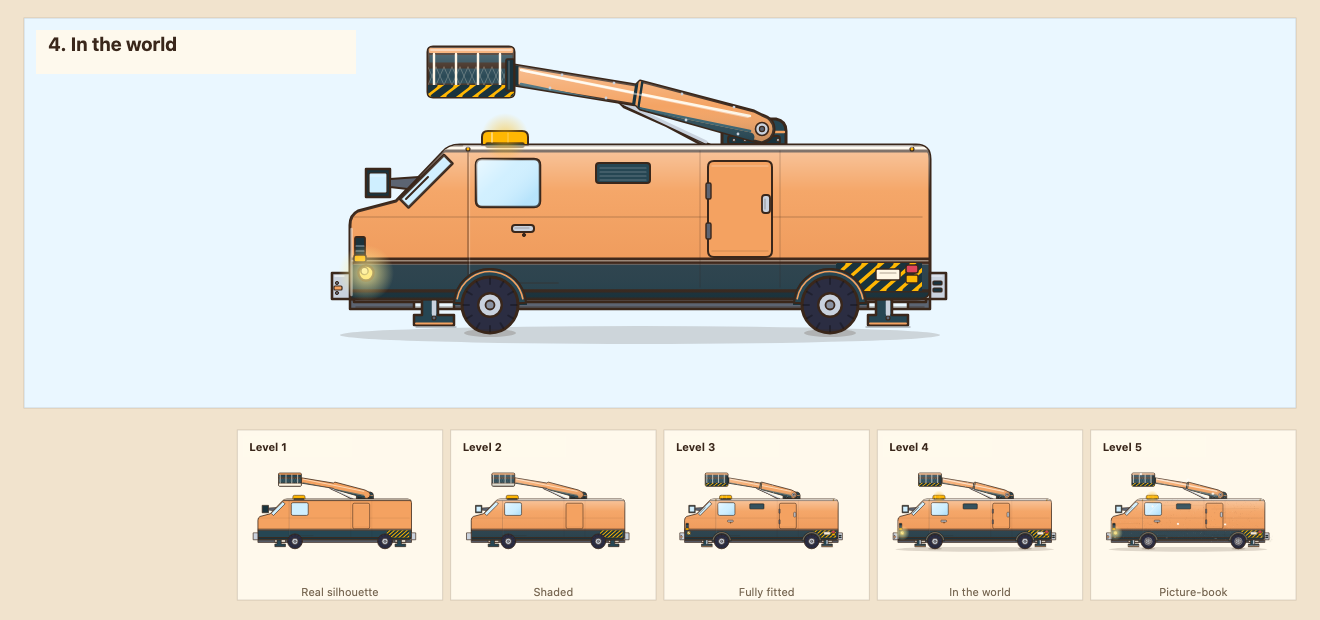 4. In the world
Level 1
Level 2
Level 3
Level 4
Level 5
Real silhouette
Shaded
Fully fitted
In the world
Picture-book